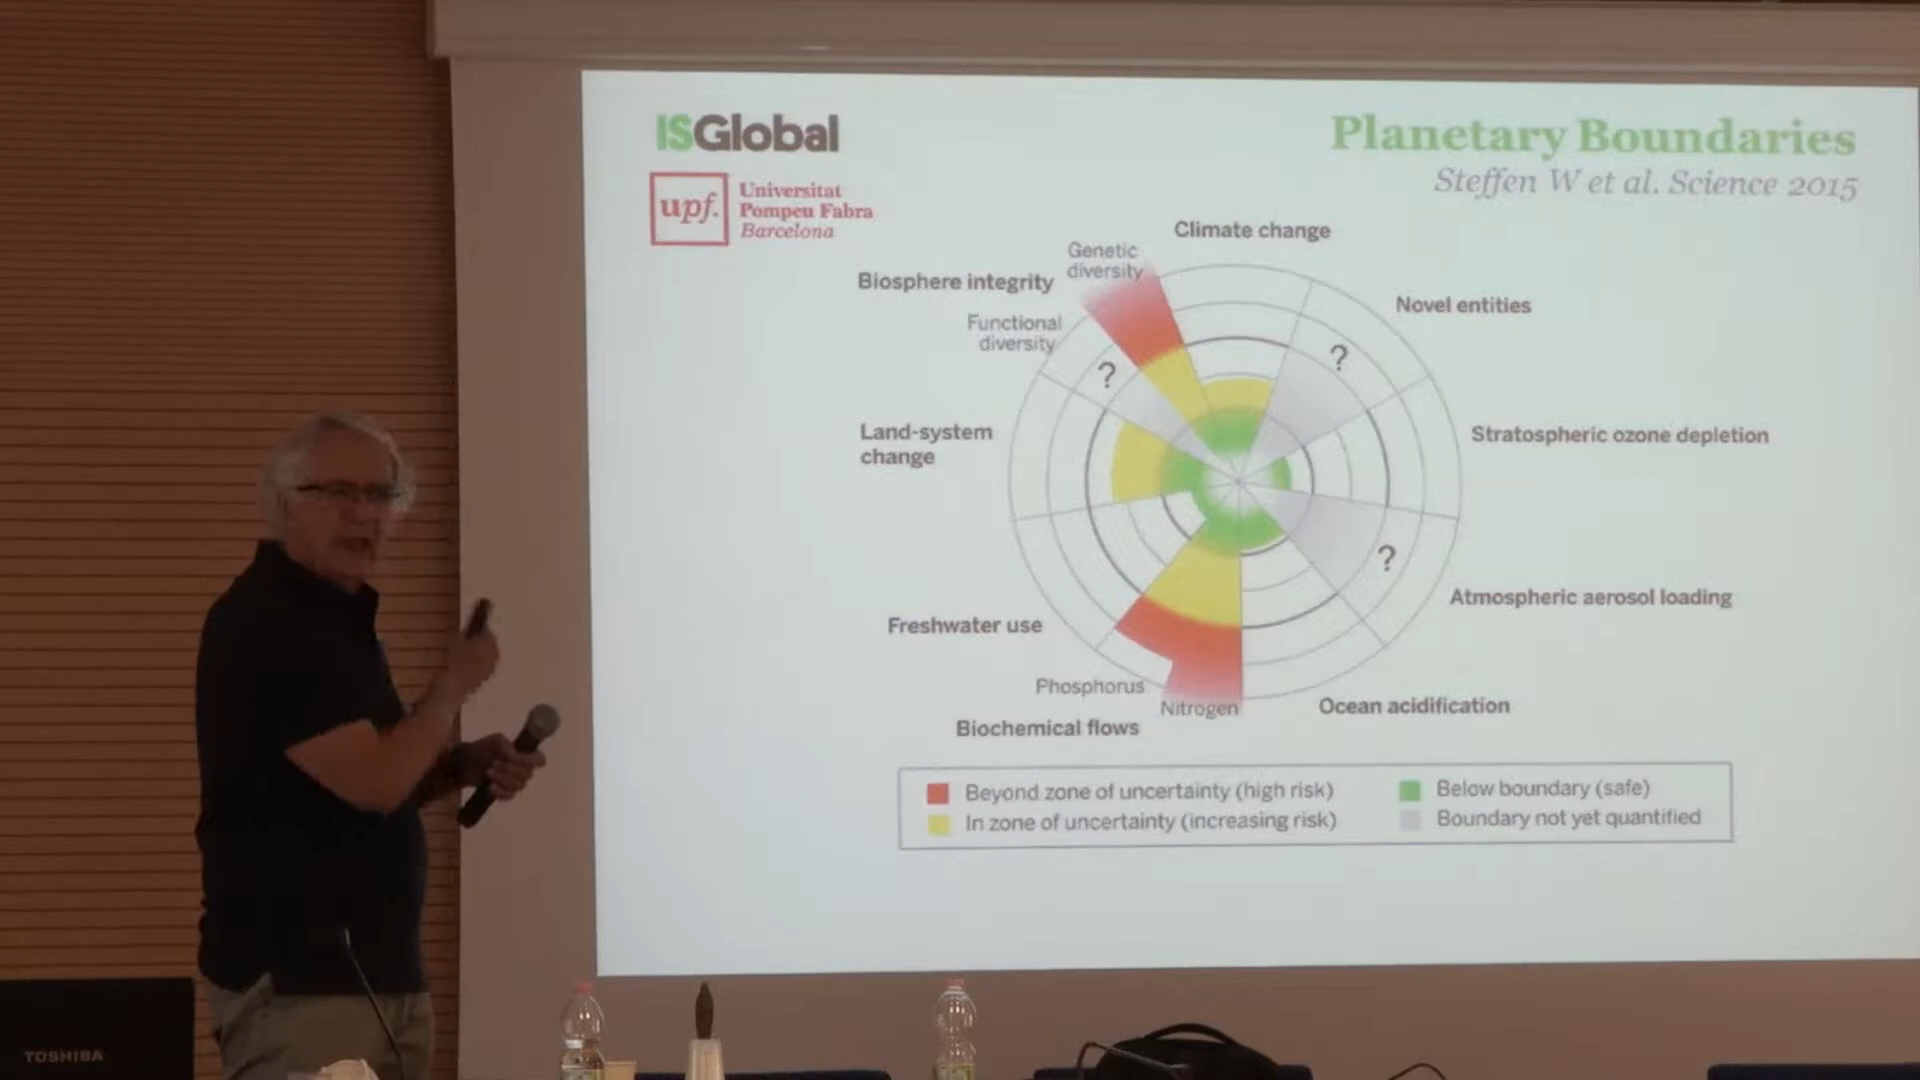 ISGlobal
Planetary Boundaries
Steffen W et al. Science 2015
upf.
Universitat
Pompeu Fabra
Barcelona
Climate change
Genetic
diversity
Biosphere integrity
Functional
diversity
Novel entities
?
?
Land-system
change
Stratospheric ozone depletion
?
Atmospheric aerosol loading
Freshwater use
Phosphorus
Nitrogen
Biochemical flows
Ocean acidification
Beyond zone of uncertainty (high risk)
In zone of uncertainty (increasing risk)
Below boundary (safe)
Boundary not yet quantified
TOSHIBA